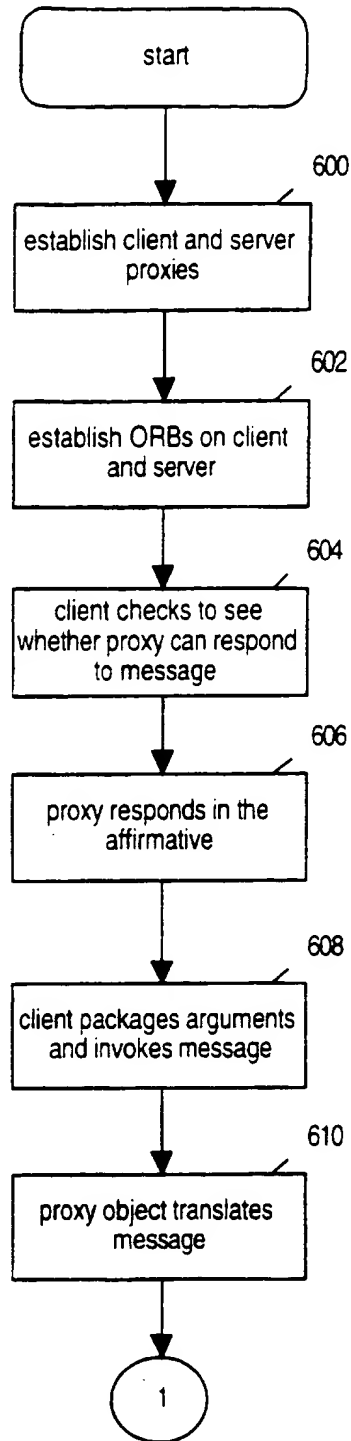 start
600
establish client and server
proxies
602
establish ORBs on client
and server
604
client checks to see
whether proxy can respond
to message
606
proxy responds in the
affirmative
608
client packages arguments
and invokes message
610
proxy object translates
message
1